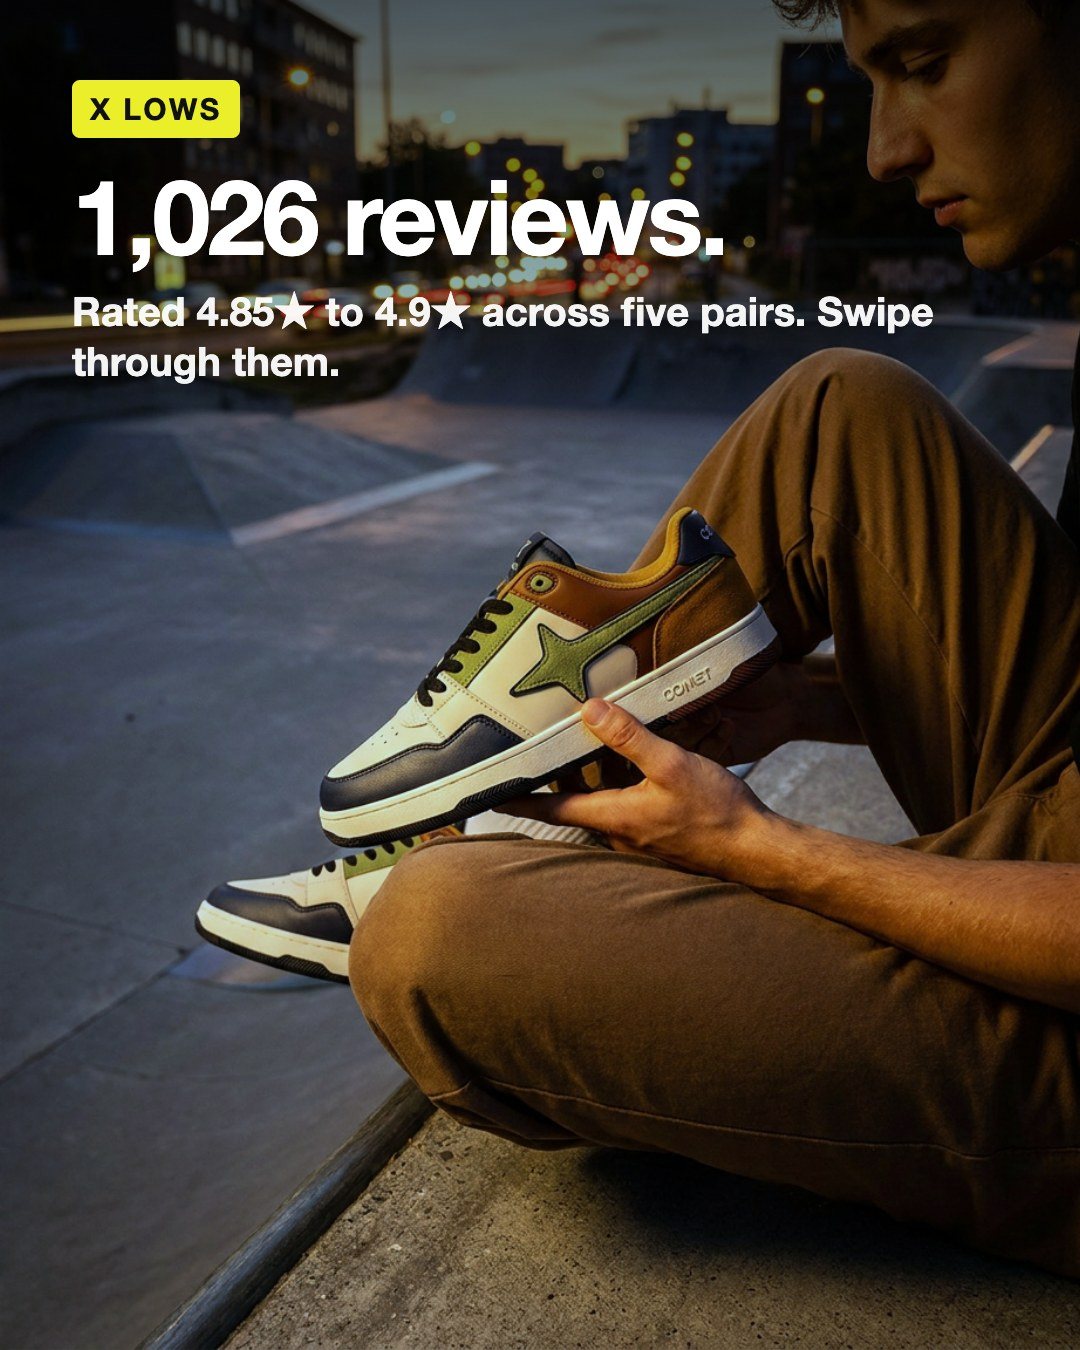 X LOWS
1,026 reviews.
Rated 4.85★ to 4.9★ across five pairs. Swipe
through them.
COMET